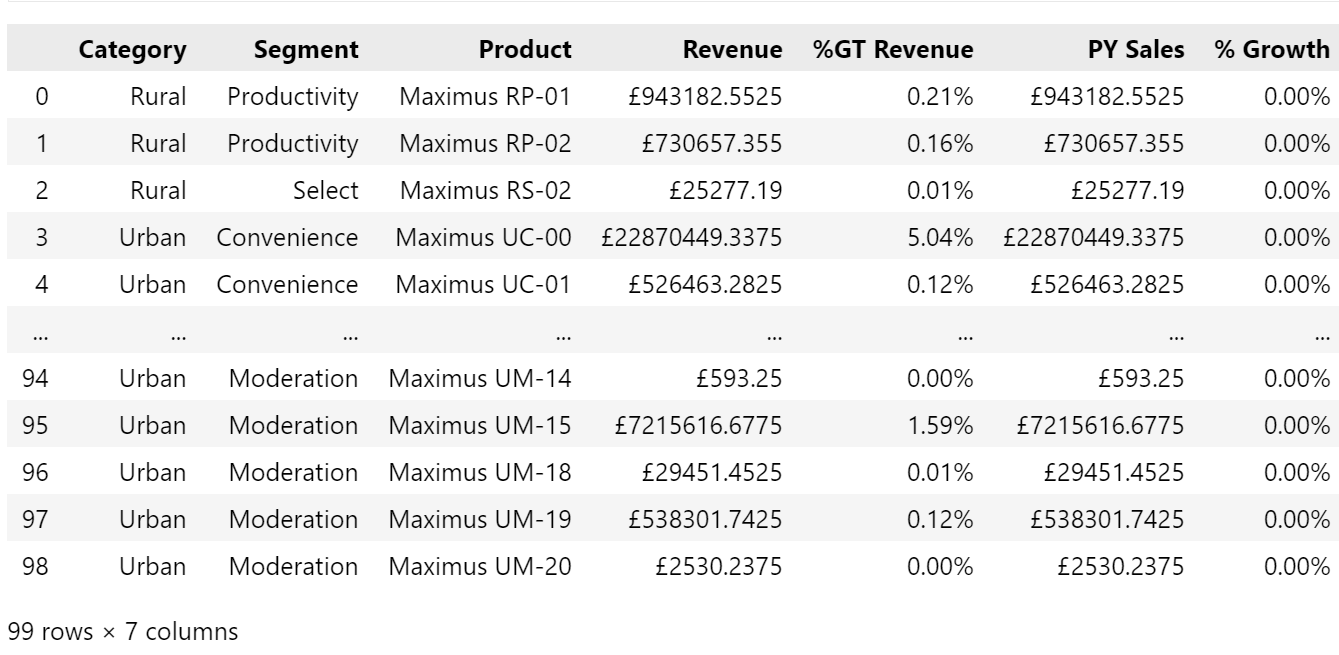 Category Segment Product Revenue %GT Revenue PY Sales % Growth
0 Rural Productivity Maximus RP-01 £943182.5525 0.21% £943182.5525 0.00%
1 Rural Productivity Maximus RP-02 £730657.355 0.16% £730657.355 0.00%
2 Rural Select Maximus RS-02 £25277.19 0.01% £25277.19 0.00%
3 Urban Convenience Maximus UC-00 £22870449.3375 5.04% £22870449.3375 0.00%
4 Urban Convenience Maximus UC-01 £526463.2825 0.12% £526463.2825 0.00%
... ... ... ... ... ... ... ...
94 Urban Moderation Maximus UM-14 £593.25 0.00% £593.25 0.00%
95 Urban Moderation Maximus UM-15 £7215616.6775 1.59% £7215616.6775 0.00%
96 Urban Moderation Maximus UM-18 £29451.4525 0.01% £29451.4525 0.00%
97 Urban Moderation Maximus UM-19 £538301.7425 0.12% £538301.7425 0.00%
98 Urban Moderation Maximus UM-20 £2530.2375 0.00% £2530.2375 0.00%
99 rows × 7 columns